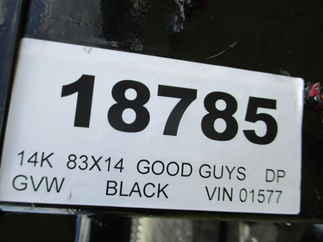 18785
14K 83X14 GOOD GUYS DP
GVW BLACK VIN 01577